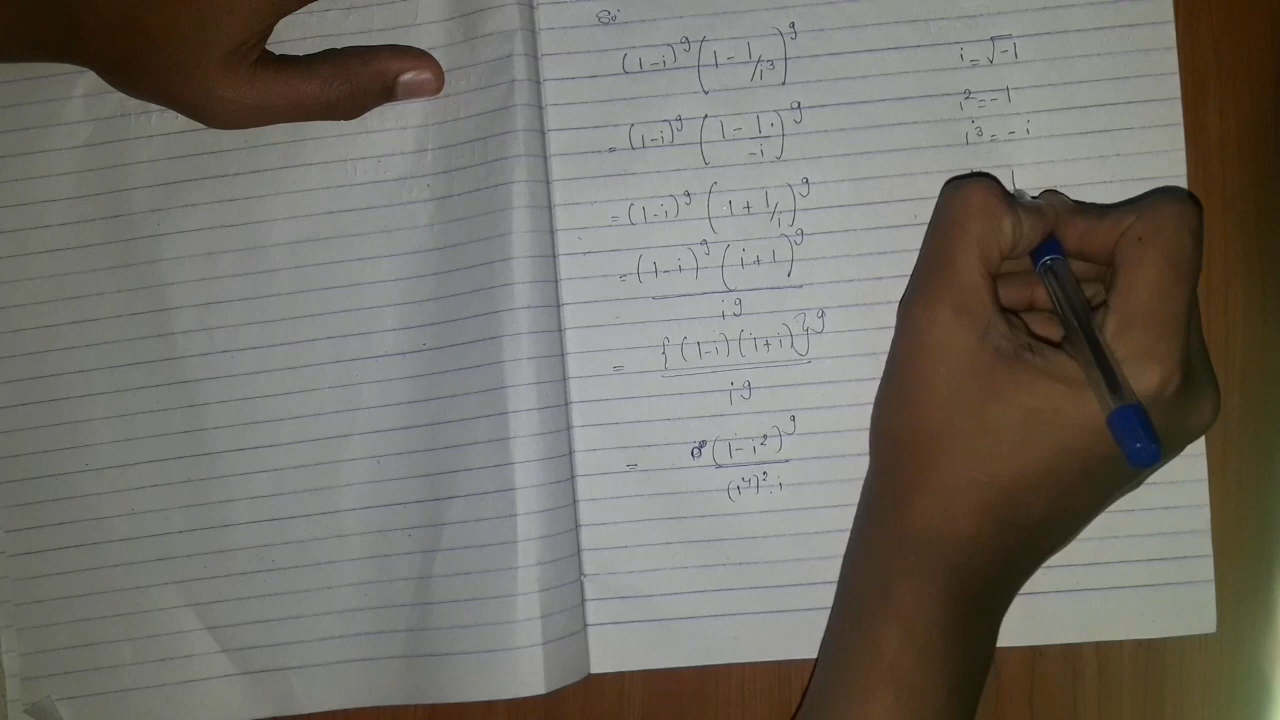 (1-i)^9 (1 - 1/i^3)^9
= (1-i)^9 (1 - 1/-i)^9
= (1-i)^9 (1 + 1/i)^9
= (1-i)^9 (i+1)^9 / i^9
= {(1-i)(1+i)}^9 / i^9
= (1-i^2)^9 / (i^4)^2 . i
i = √-1
i^2 = -1
i^3 = -i